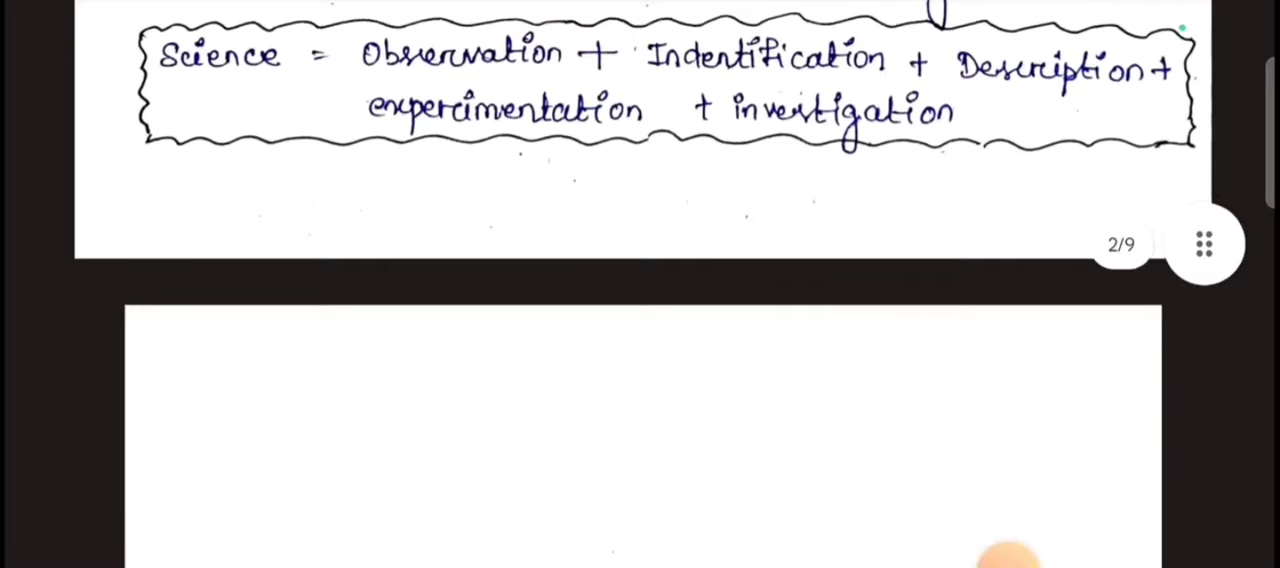 Science = Observation + Indentification + Description +
experimentation + investigation
2/9